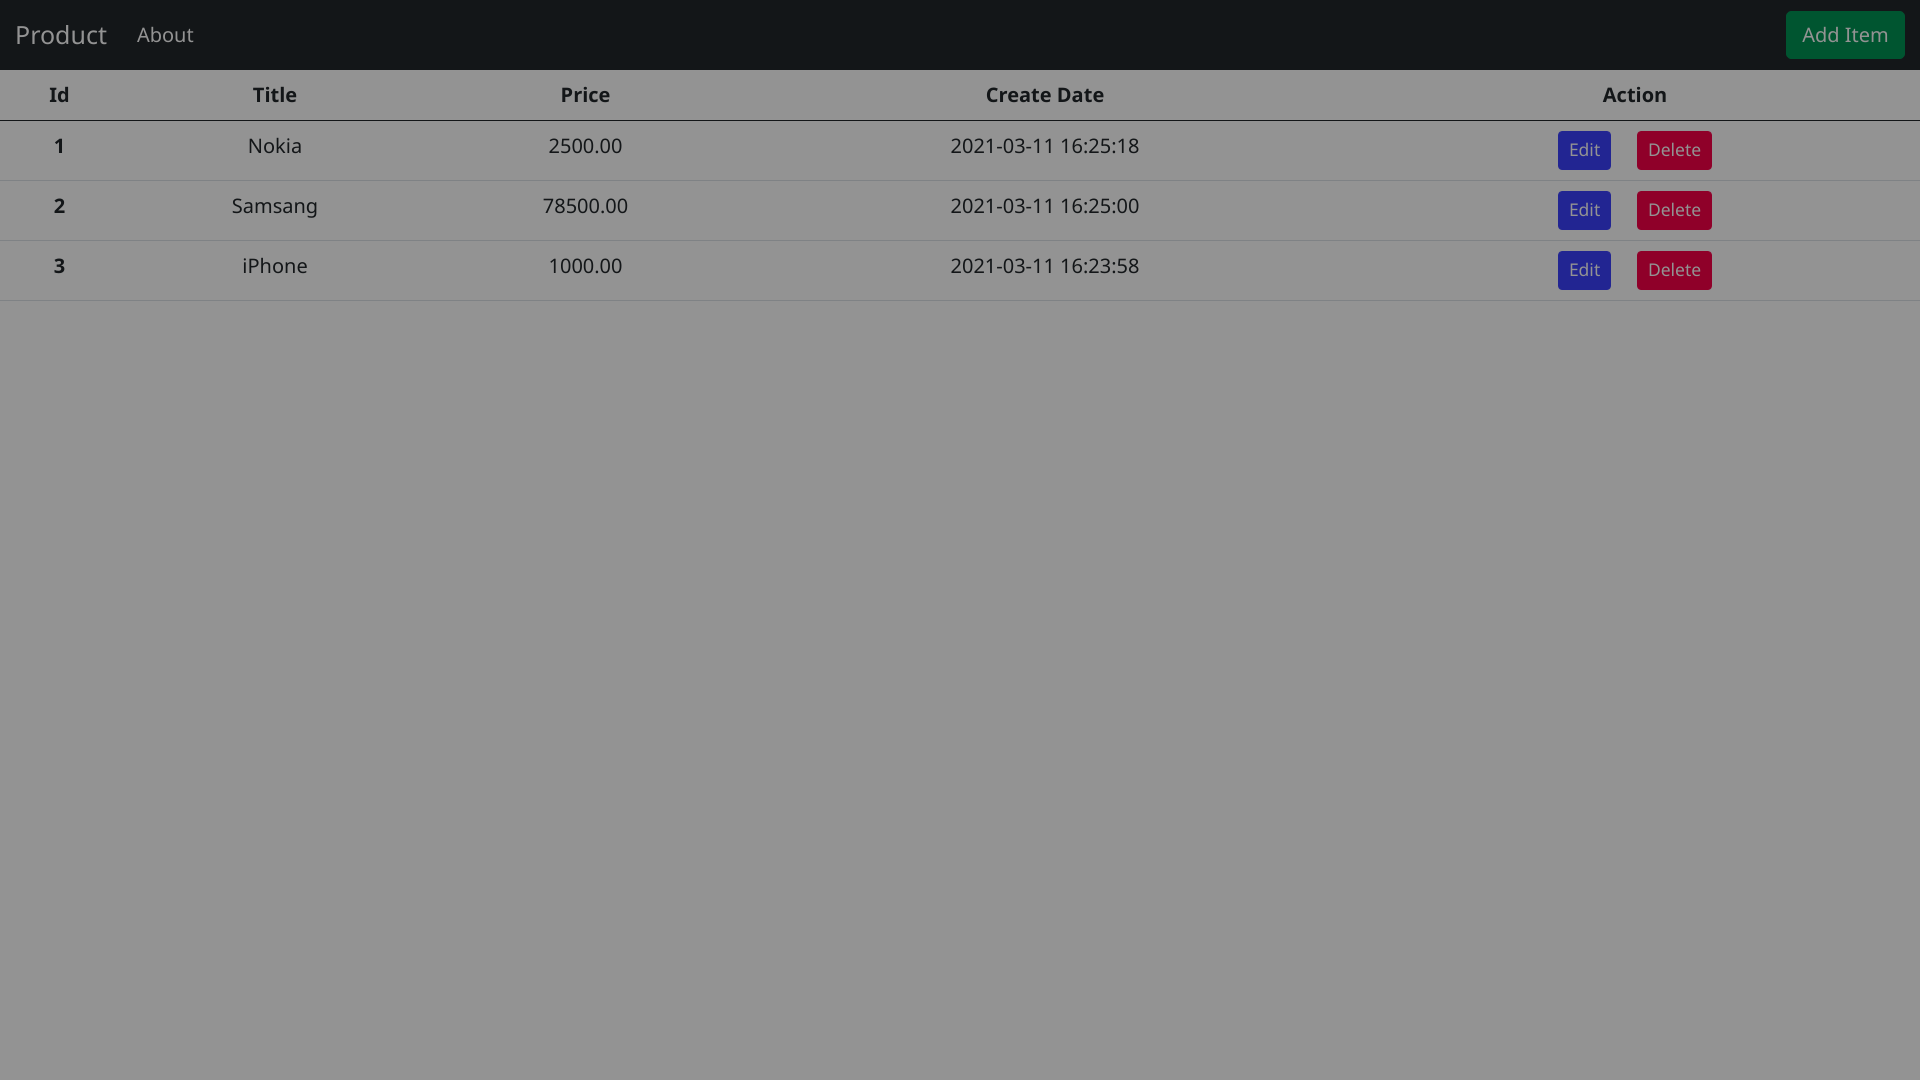 Product About Add Item
Id Title Price Create Date Action
1 Nokia 2500.00 2021-03-11 16:25:18 Edit Delete
2 Samsang 78500.00 2021-03-11 16:25:00 Edit Delete
3 iPhone 1000.00 2021-03-11 16:23:58 Edit Delete